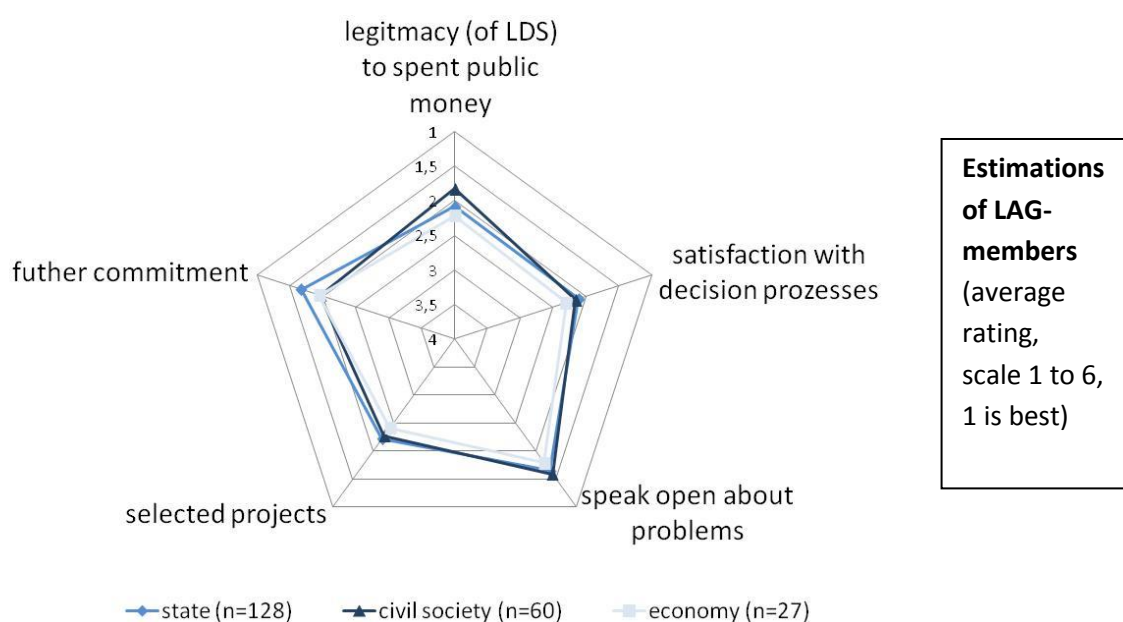 legitmacy (of LDS)
to spent public
money
1
1,5
2
2,5
3
3,5
4
satisfaction with
decision prozesses
speak open about
problems
selected projects
futher commitment
state (n=128)
civil society (n=60)
economy (n=27)
Estimations
of LAG-
members
(average
rating,
scale 1 to 6,
1 is best)